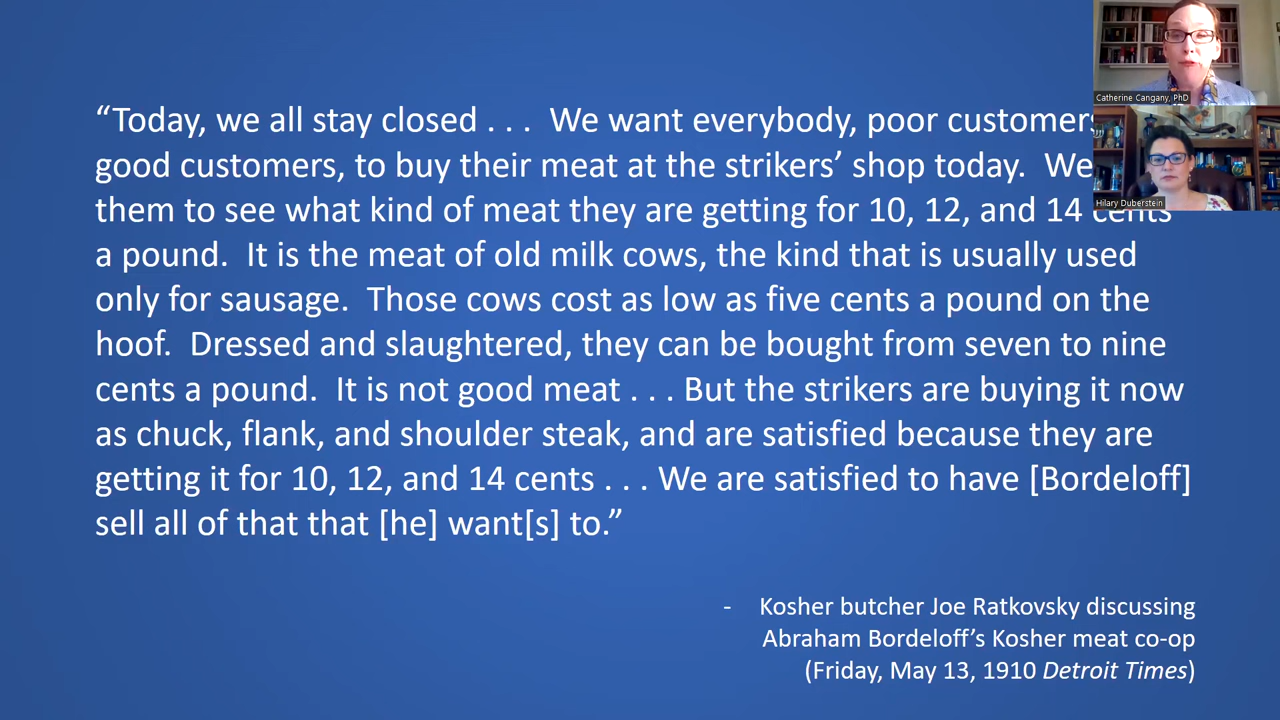 Catherine Cangany, PhD
Hilary Duberstein
“Today, we all stay closed . . .  We want everybody, poor customers
good customers, to buy their meat at the strikers’ shop today.  We
them to see what kind of meat they are getting for 10, 12, and 14 cents
a pound.  It is the meat of old milk cows, the kind that is usually used
only for sausage.  Those cows cost as low as five cents a pound on the
hoof.  Dressed and slaughtered, they can be bought from seven to nine
cents a pound.  It is not good meat . . . But the strikers are buying it now
as chuck, flank, and shoulder steak, and are satisfied because they are
getting it for 10, 12, and 14 cents . . . We are satisfied to have [Bordeloff]
sell all of that that [he] want[s] to.”
- Kosher butcher Joe Ratkovsky discussing
Abraham Bordeloff’s Kosher meat co-op
(Friday, May 13, 1910 Detroit Times)